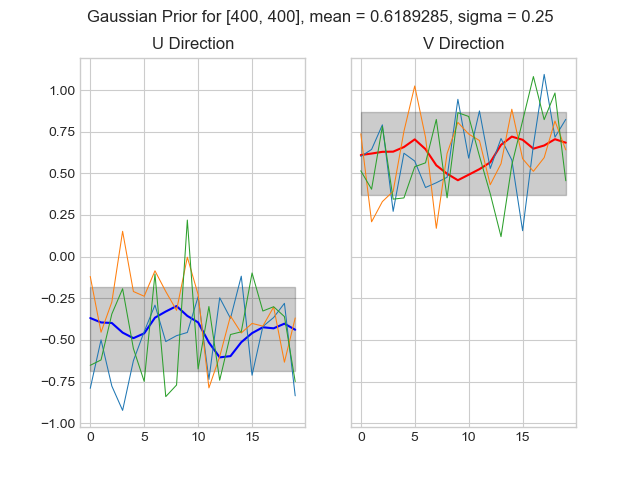 Gaussian Prior for [400, 400], mean = 0.6189285, sigma = 0.25
U Direction
V Direction
1.00
0.75
0.50
0.25
0.00
−0.25
−0.50
−0.75
−1.00
0 5 10 15
0 5 10 15